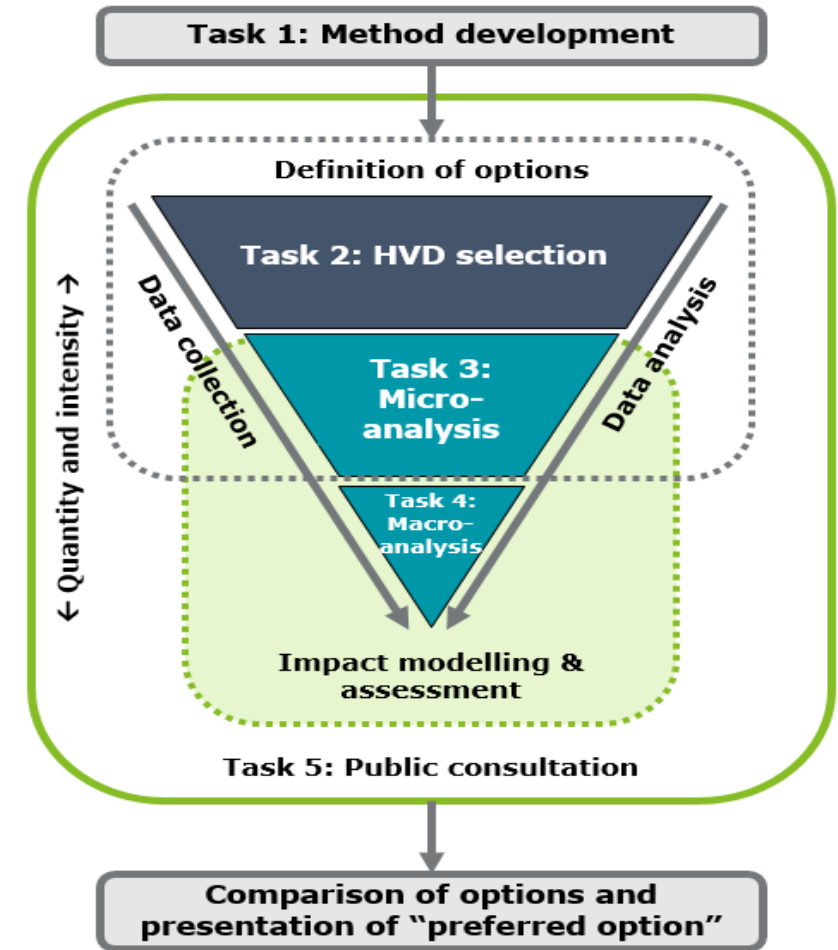 Task 1: Method development
Definition of options
Task 2: HVD selection
Data collection
Data analysis
← Quantity and intensity →
Task 3:
Micro-
analysis
Task 4:
Macro-
analysis
Impact modelling &
assessment
Task 5: Public consultation
Comparison of options and
presentation of “preferred option”